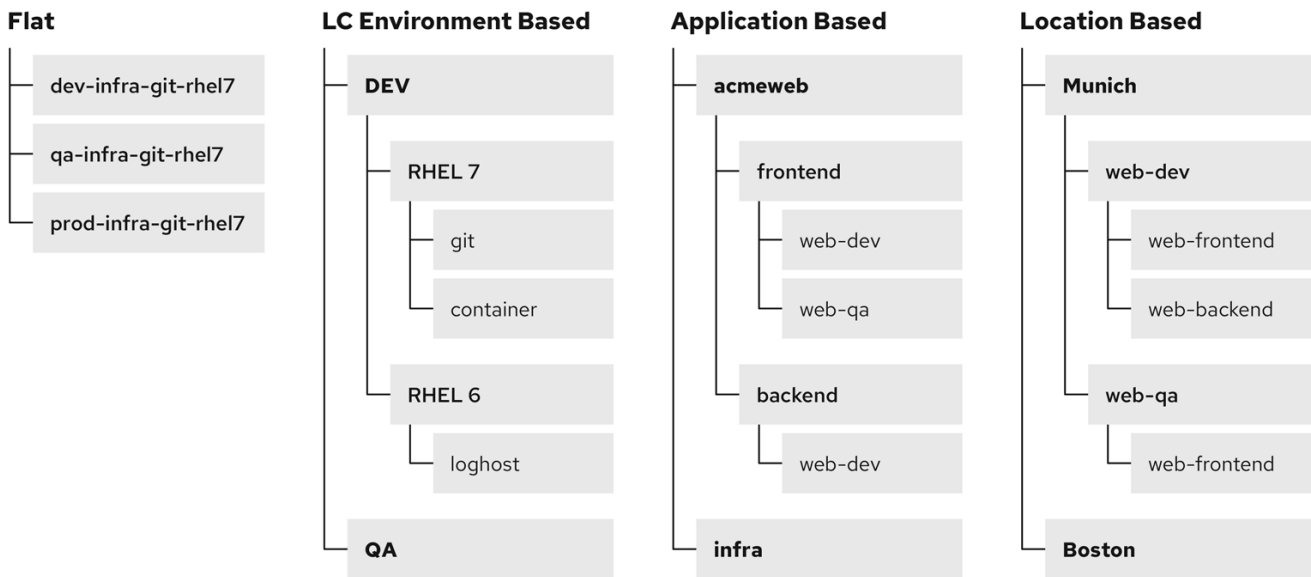 Flat
dev-infra-git-rhel7
qa-infra-git-rhel7
prod-infra-git-rhel7
LC Environment Based
DEV
RHEL 7
git
container
RHEL 6
loghost
QA
Application Based
acmeweb
frontend
web-dev
web-qa
backend
web-dev
infra
Location Based
Munich
web-dev
web-frontend
web-backend
web-qa
web-frontend
Boston